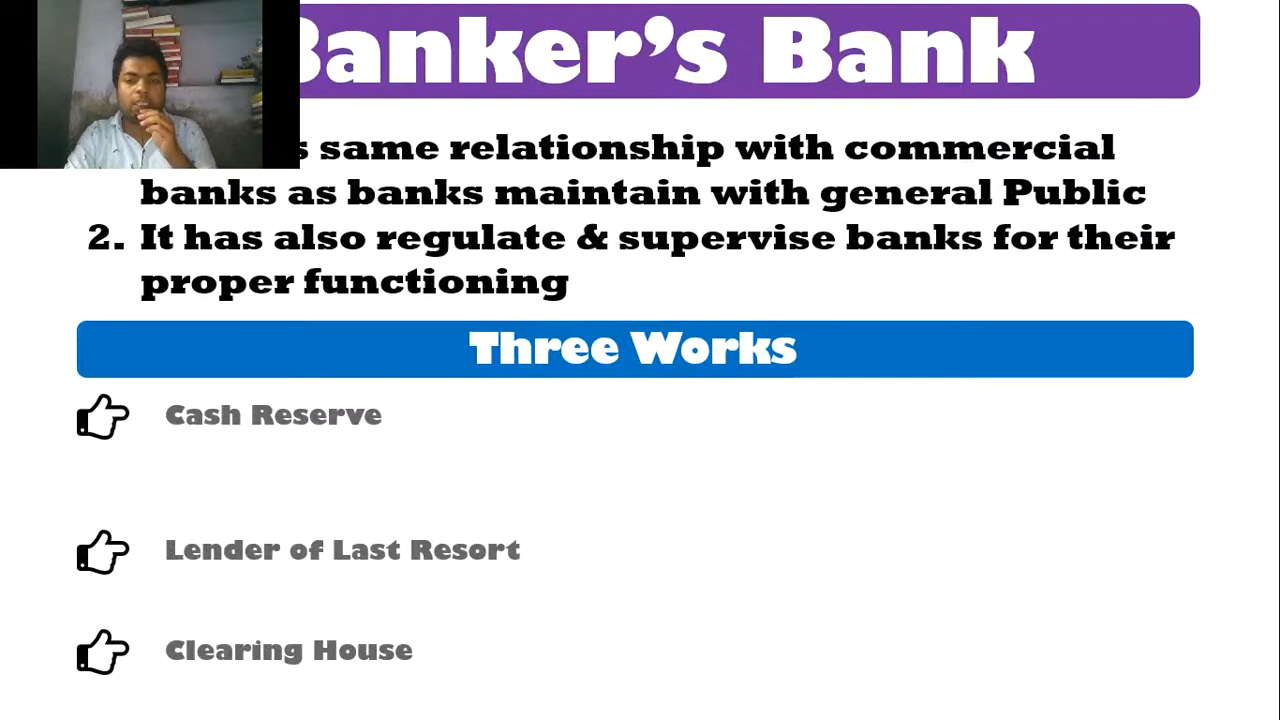 Banker's Bank
same relationship with commercial
banks as banks maintain with general Public
2. It has also regulate & supervise banks for their
proper functioning
Three Works
Cash Reserve
Lender of Last Resort
Clearing House